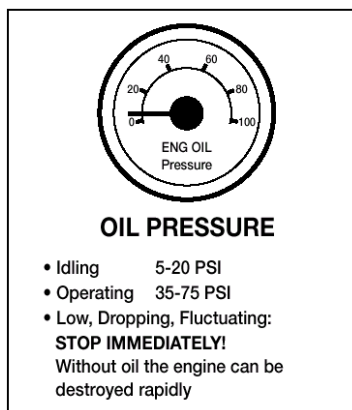 40 60
20 80
0 100
ENG OIL
Pressure
OIL PRESSURE
• Idling 5-20 PSI
• Operating 35-75 PSI
• Low, Dropping, Fluctuating:
STOP IMMEDIATELY!
Without oil the engine can be
destroyed rapidly